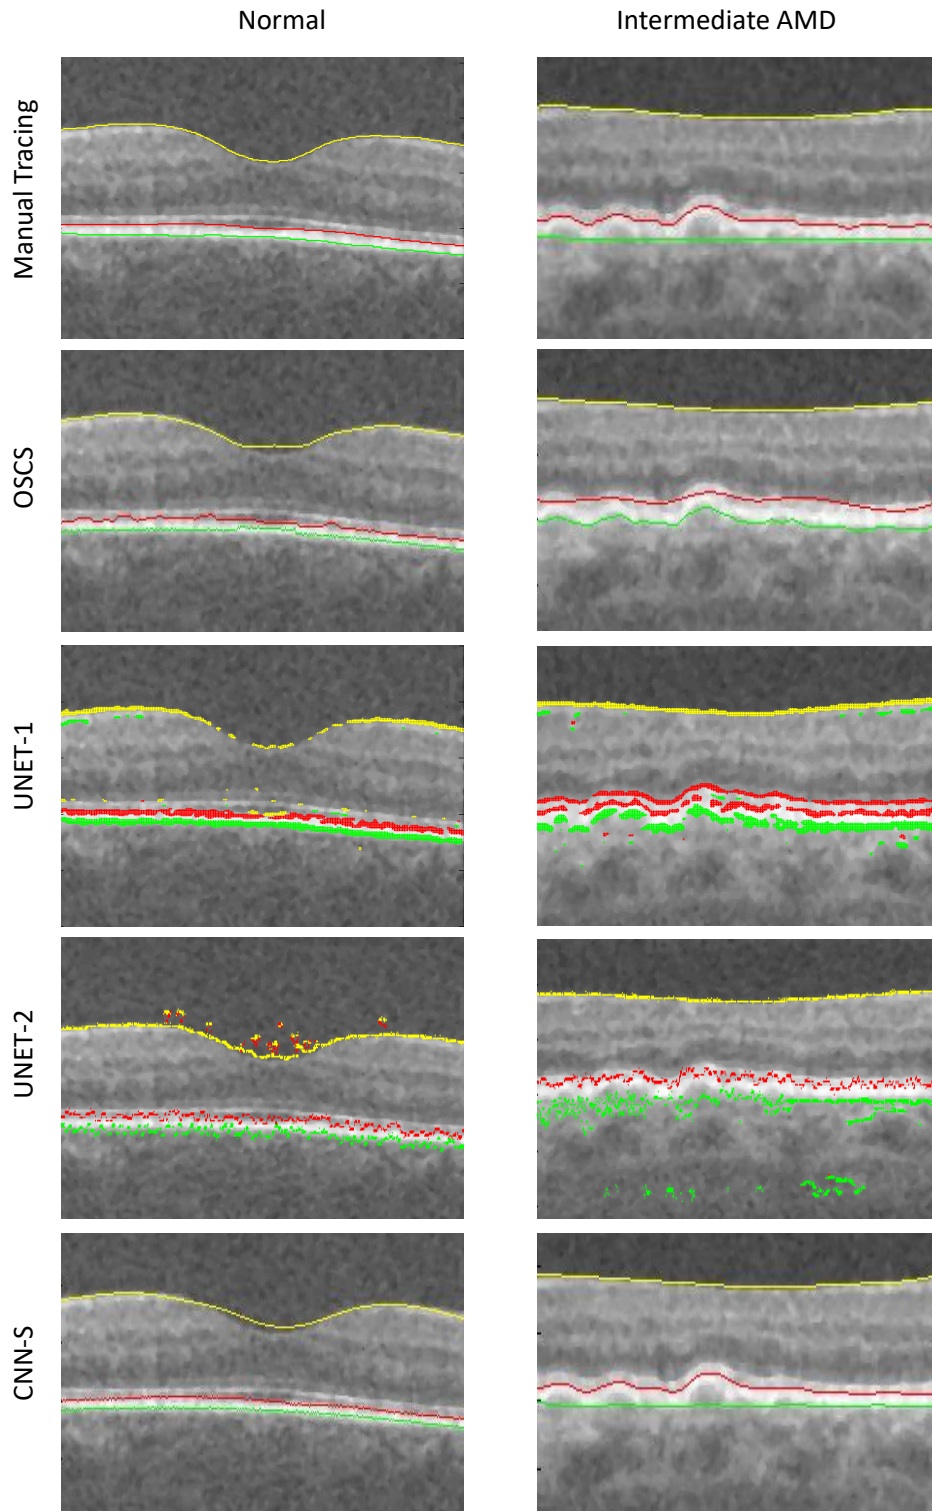 Normal
Intermediate AMD
Manual Tracing
OSCS
UNET-1
UNET-2
CNN-S